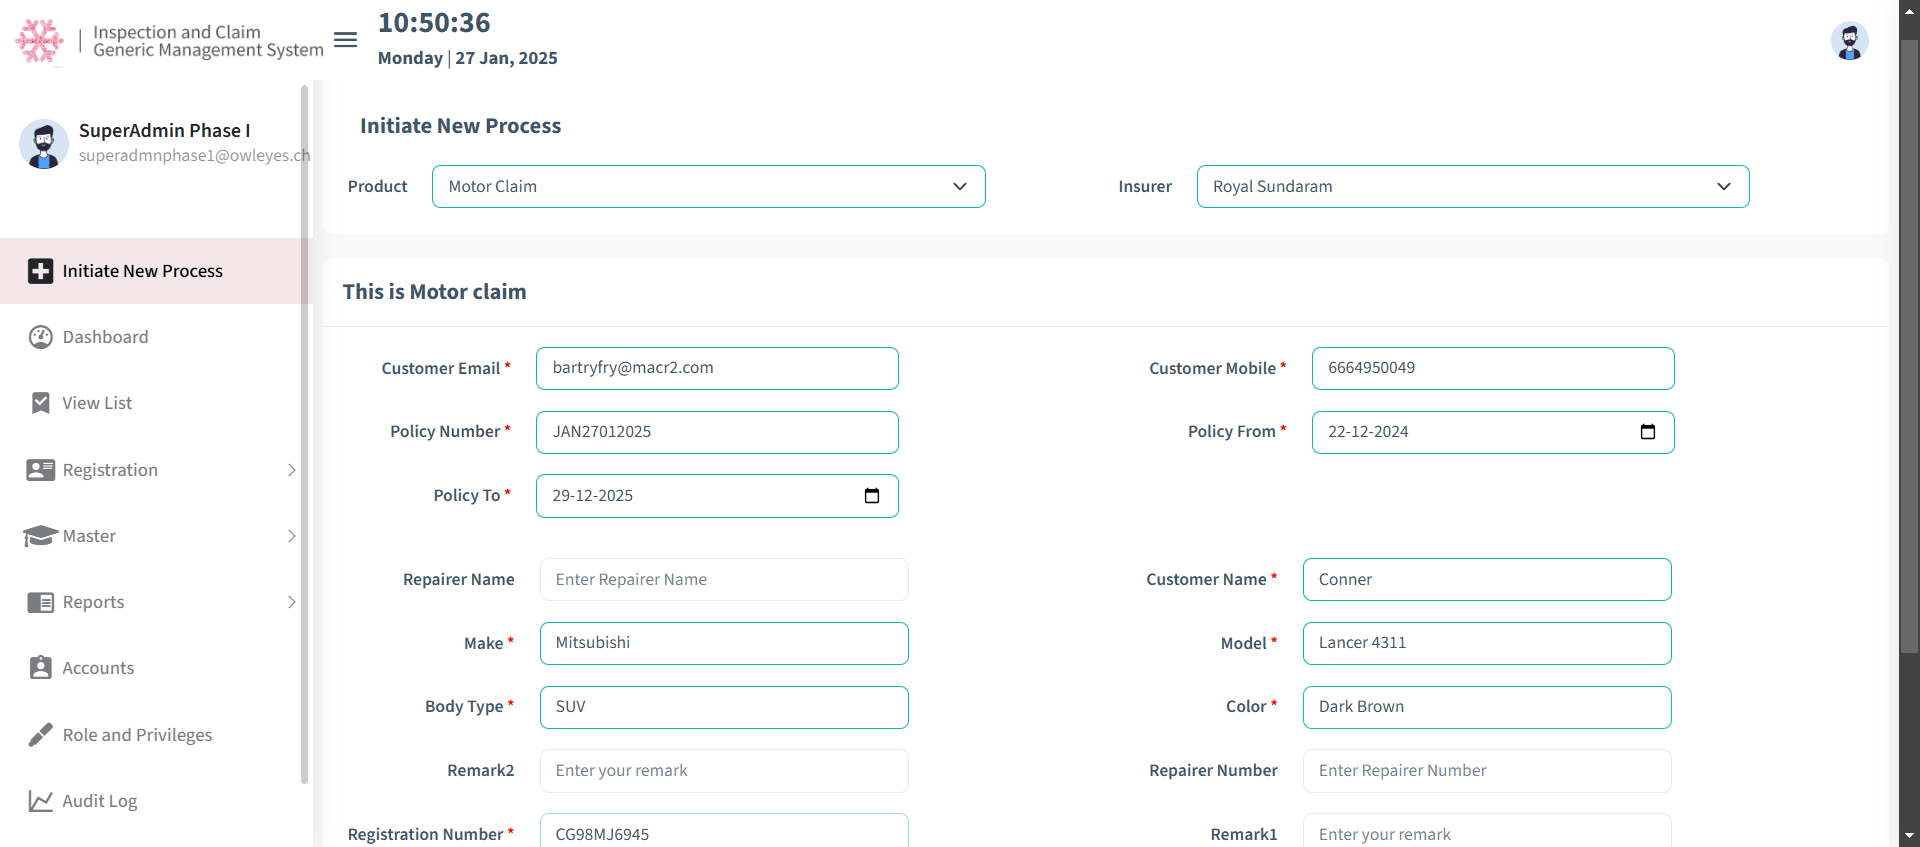 Inspection and Claim
Generic Management System
10:50:36
Monday | 27 Jan, 2025
SuperAdmin Phase I
superadmnphase1@owleyes.ch
Initiate New Process
Dashboard
View List
Registration
Master
Reports
Accounts
Role and Privileges
Audit Log
Initiate New Process
Product
Motor Claim
Insurer
Royal Sundaram
This is Motor claim
Customer Email *
bartryfry@macr2.com
Customer Mobile *
6664950049
Policy Number *
JAN27012025
Policy From *
22-12-2024
Policy To *
29-12-2025
Repairer Name
Enter Repairer Name
Customer Name *
Conner
Make *
Mitsubishi
Model *
Lancer 4311
Body Type *
SUV
Color *
Dark Brown
Remark2
Enter your remark
Repairer Number
Enter Repairer Number
Registration Number *
CG98MJ6945
Remark1
Enter your remark